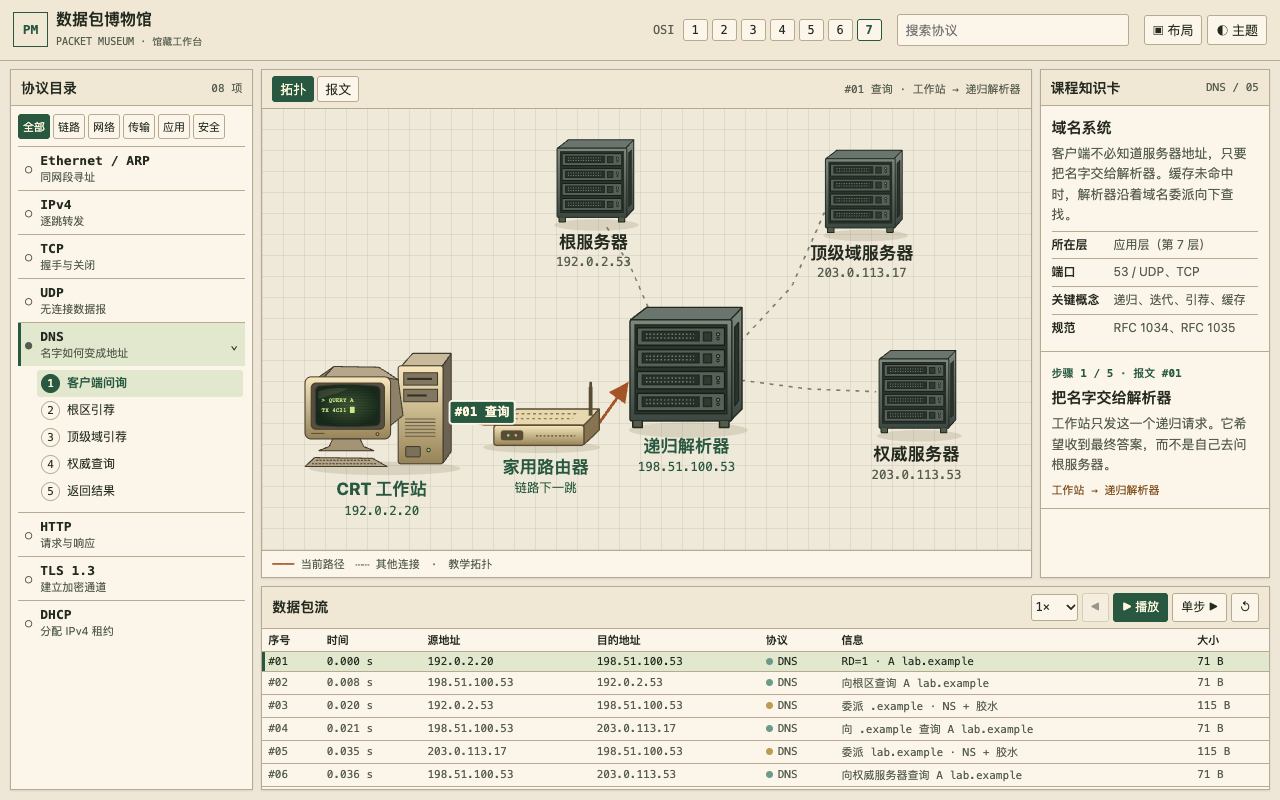 PM
数据包博物馆
PACKET MUSEUM · 馆藏工作台
OSI 1 2 3 4 5 6 7
搜索协议
▣ 布局
◐ 主题
协议目录
08 项
全部 链路 网络 传输 应用 安全
Ethernet / ARP
同网段寻址
IPv4
逐跳转发
TCP
握手与关闭
UDP
无连接数据报
DNS
名字如何变成地址
1 客户端问询
2 根区引荐
3 顶级域引荐
4 权威查询
5 返回结果
HTTP
请求与响应
TLS 1.3
建立加密通道
DHCP
分配 IPv4 租约
拓扑 报文
#01 查询 · 工作站 → 递归解析器
根服务器
192.0.2.53
顶级域服务器
203.0.113.17
> QUERY A
TX 4C21
#01 查询
递归解析器
198.51.100.53
家用路由器
链路下一跳
权威服务器
203.0.113.53
CRT 工作站
192.0.2.20
当前路径 其他连接 · 教学拓扑
课程知识卡
DNS / 05
域名系统
客户端不必知道服务器地址，只要
把名字交给解析器。缓存未命中
时，解析器沿着域名委派向下查
找。
所在层 应用层（第 7 层）
端口 53 / UDP、TCP
关键概念 递归、迭代、引荐、缓存
规范 RFC 1034、RFC 1035
步骤 1 / 5 · 报文 #01
把名字交给解析器
工作站只发这一个递归请求。它希
望收到最终答案，而不是自己去问
根服务器。
工作站 → 递归解析器
数据包流
1×
◀
▶ 播放
单步 ▶
↺
序号 时间 源地址 目的地址 协议 信息 大小
#01 0.000 s 192.0.2.20 198.51.100.53 DNS RD=1 · A lab.example 71 B
#02 0.008 s 198.51.100.53 192.0.2.53 DNS 向根区查询 A lab.example 71 B
#03 0.020 s 192.0.2.53 198.51.100.53 DNS 委派 .example · NS + 胶水 115 B
#04 0.021 s 198.51.100.53 203.0.113.17 DNS 向 .example 查询 A lab.example 71 B
#05 0.035 s 203.0.113.17 198.51.100.53 DNS 委派 lab.example · NS + 胶水 115 B
#06 0.036 s 198.51.100.53 203.0.113.53 DNS 向权威服务器查询 A lab.example 71 B